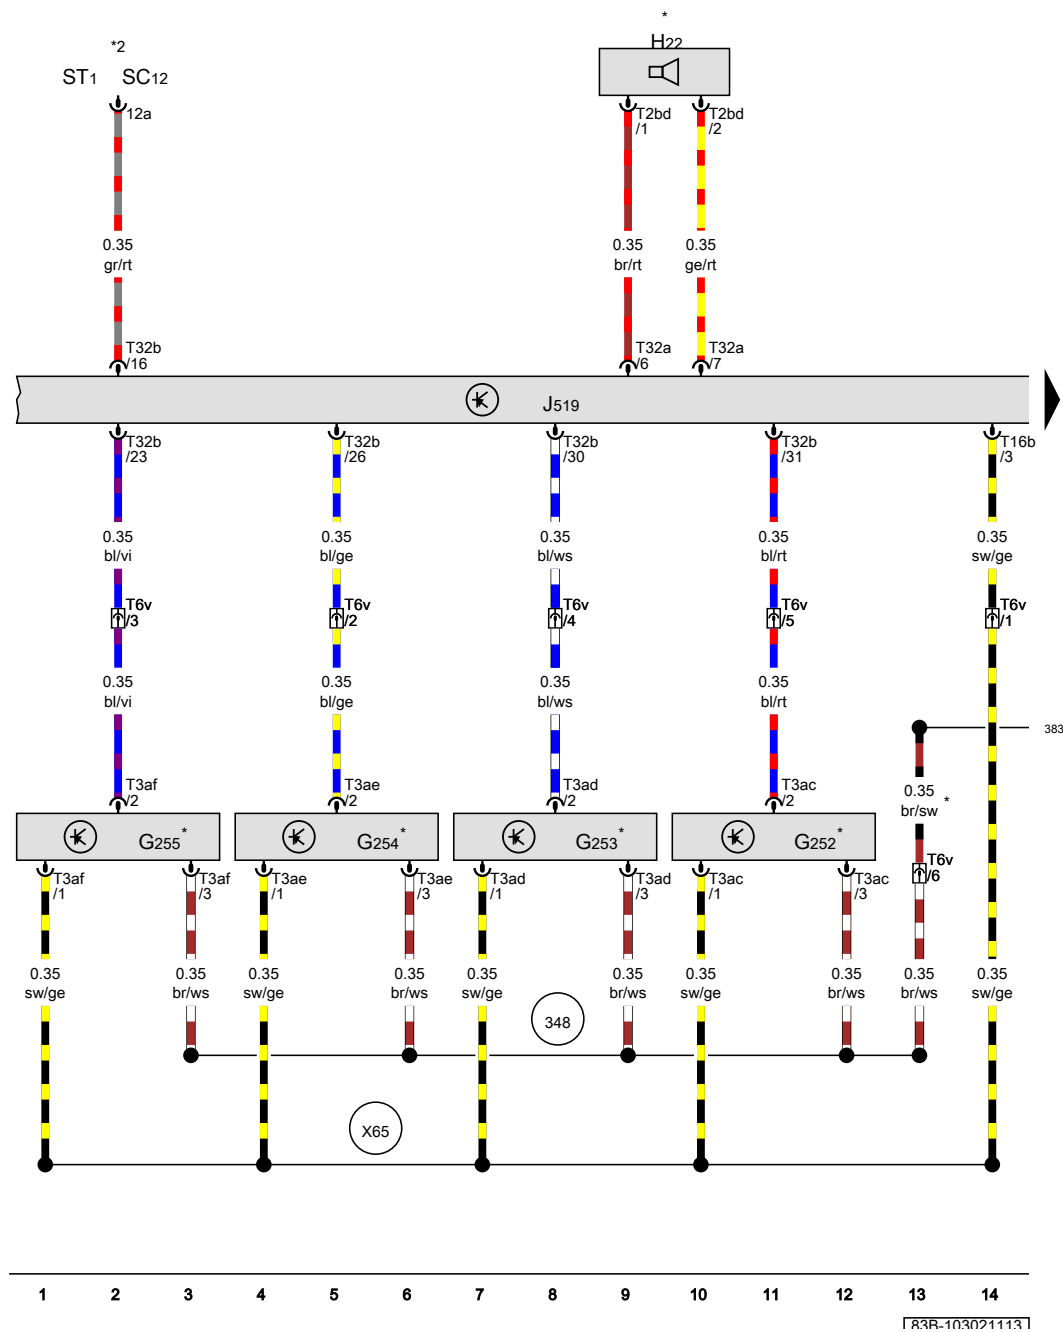 *
*2
H22
ST1 SC12
12a T2bd /1 T2bd /2
0.35 0.35 0.35
gr/rt br/rt ge/rt
T32b /16 T32a /6 T32a /7
J519
T32b /23 T32b /26 T32b /30 T32b /31 T16b /3
0.35 0.35 0.35 0.35 0.35
bl/vi bl/ge bl/ws bl/rt sw/ge
T6v /3 T6v /2 T6v /4 T6v /5 T6v /1
0.35 0.35 0.35 0.35
bl/vi bl/ge bl/ws bl/rt
383
T3af /2 T3ae /2 T3ad /2 T3ac /2
0.35
br/sw *
G255* G254* G253* G252*
T6v /6
T3af /1 T3af /3 T3ae /1 T3ae /3 T3ad /1 T3ad /3 T3ac /1 T3ac /3
0.35 0.35 0.35 0.35 0.35 0.35 0.35 0.35 0.35 0.35
sw/ge br/ws sw/ge br/ws sw/ge br/ws sw/ge br/ws br/ws sw/ge
348
X65
1 2 3 4 5 6 7 8 9 10 11 12 13 14
83B-103021113